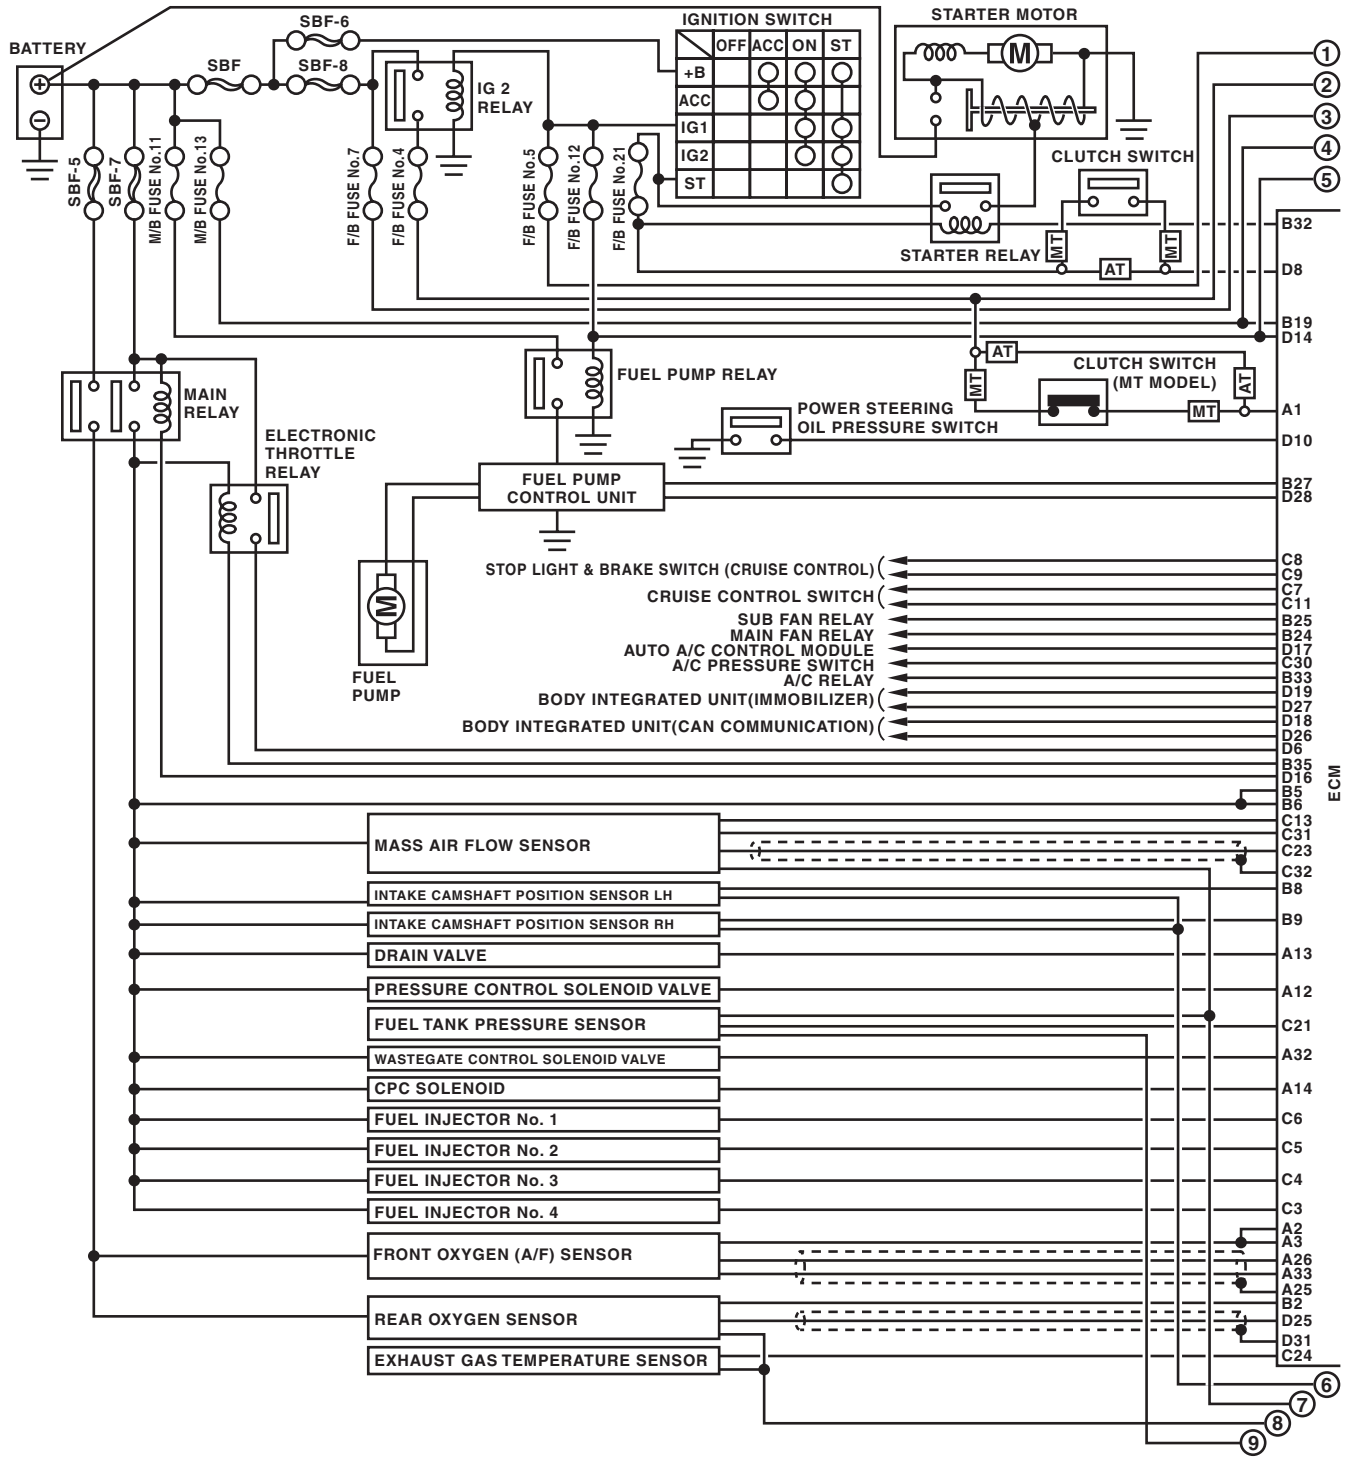 BATTERY
SBF-6
SBF
SBF-8
IG 2
RELAY
IGNITION SWITCH
OFF ACC ON ST
+B
ACC
IG1
IG2
ST
STARTER MOTOR
M
1
2
3
4
5
SBF-5
SBF-7
M/B FUSE No.11
M/B FUSE No.13
F/B FUSE No.7
F/B FUSE No.4
F/B FUSE No.5
F/B FUSE No.12
F/B FUSE No.21
CLUTCH SWITCH
STARTER RELAY
MT
AT
MT
B32
D8
B19
D14
MAIN
RELAY
ELECTRONIC
THROTTLE
RELAY
FUEL PUMP RELAY
AT
MT
CLUTCH SWITCH
(MT MODEL)
AT
MT
A1
POWER STEERING
OIL PRESSURE SWITCH
D10
FUEL PUMP
CONTROL UNIT
B27
D28
M
FUEL
PUMP
STOP LIGHT & BRAKE SWITCH (CRUISE CONTROL)
C8
C9
CRUISE CONTROL SWITCH
C7
C11
SUB FAN RELAY
B25
MAIN FAN RELAY
B24
AUTO A/C CONTROL MODULE
D17
A/C PRESSURE SWITCH
C30
A/C RELAY
B33
BODY INTEGRATED UNIT(IMMOBILIZER)
D19
D27
BODY INTEGRATED UNIT(CAN COMMUNICATION)
D18
D26
D6
B35
D16
B5
B6
ECM
MASS AIR FLOW SENSOR
C13
C31
C23
C32
INTAKE CAMSHAFT POSITION SENSOR LH
B8
INTAKE CAMSHAFT POSITION SENSOR RH
B9
DRAIN VALVE
A13
PRESSURE CONTROL SOLENOID VALVE
A12
FUEL TANK PRESSURE SENSOR
C21
WASTEGATE CONTROL SOLENOID VALVE
A32
CPC SOLENOID
A14
FUEL INJECTOR No. 1
C6
FUEL INJECTOR No. 2
C5
FUEL INJECTOR No. 3
C4
FUEL INJECTOR No. 4
C3
FRONT OXYGEN (A/F) SENSOR
A2
A3
A26
A33
A25
REAR OXYGEN SENSOR
B2
D25
D31
EXHAUST GAS TEMPERATURE SENSOR
C24
6
7
8
9